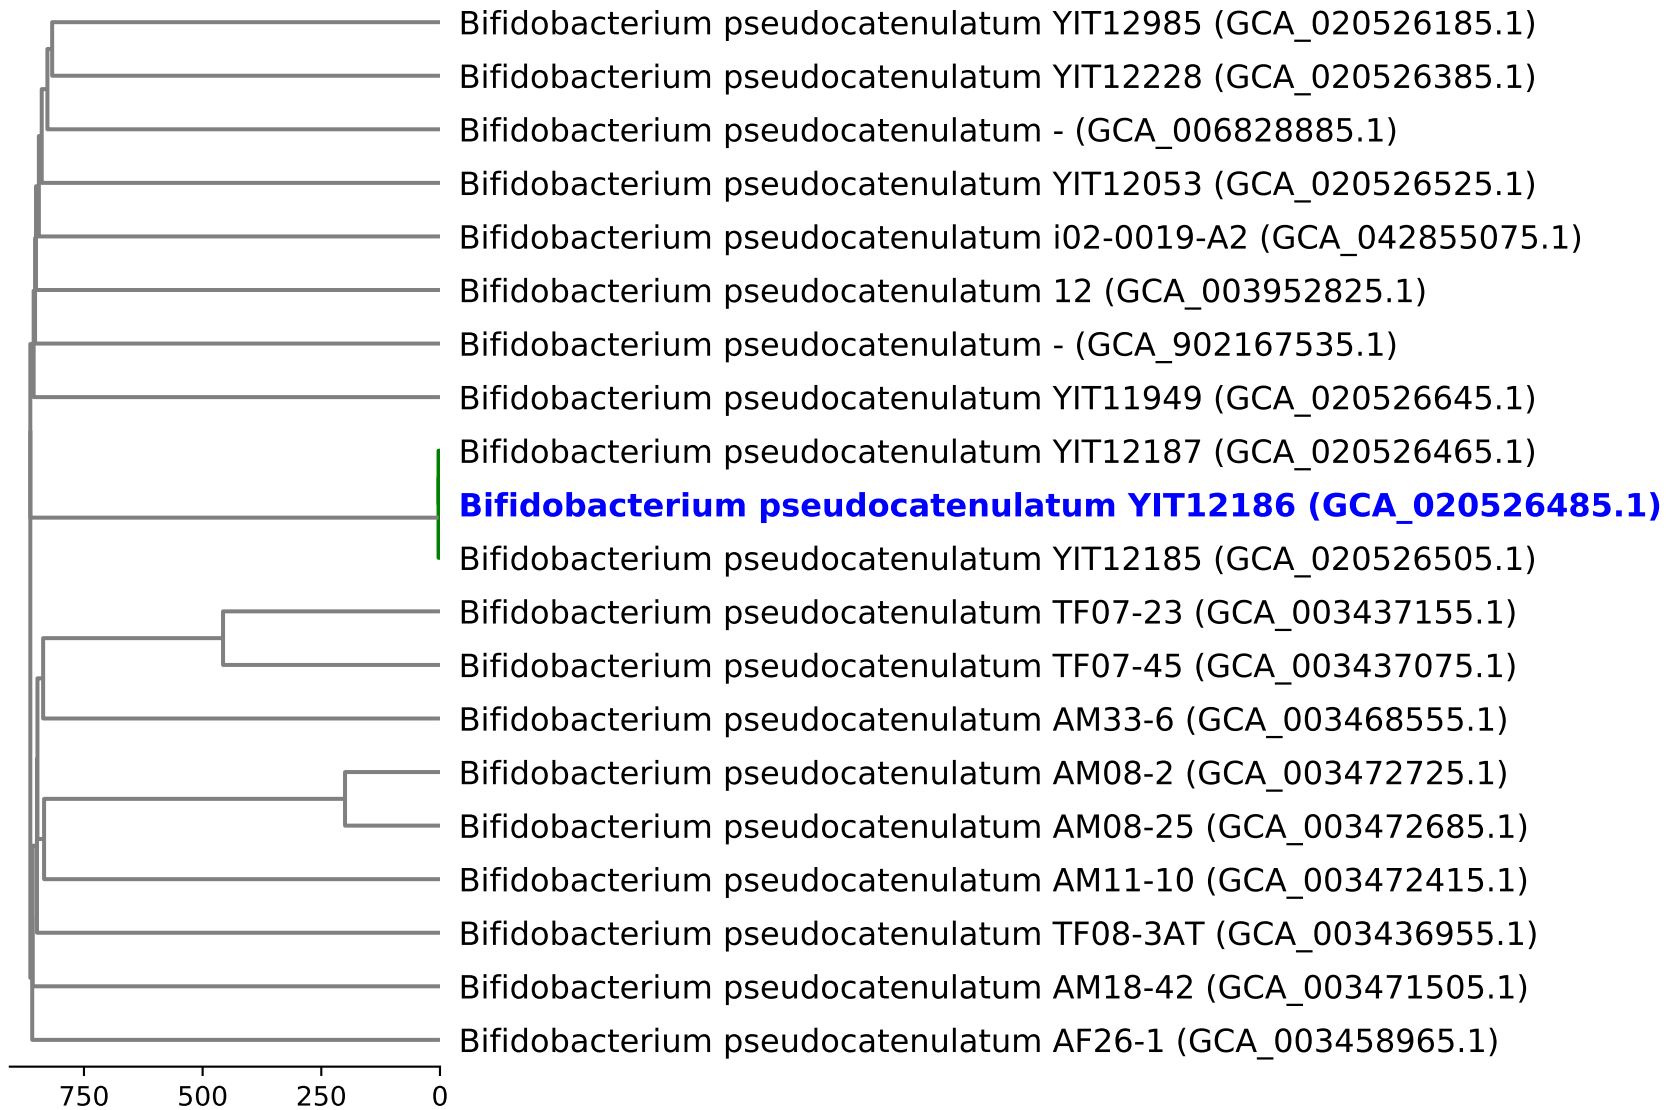 Bifidobacterium pseudocatenulatum YIT12985 (GCA_020526185.1)
Bifidobacterium pseudocatenulatum YIT12228 (GCA_020526385.1)
Bifidobacterium pseudocatenulatum - (GCA_006828885.1)
Bifidobacterium pseudocatenulatum YIT12053 (GCA_020526525.1)
Bifidobacterium pseudocatenulatum i02-0019-A2 (GCA_042855075.1)
Bifidobacterium pseudocatenulatum 12 (GCA_003952825.1)
Bifidobacterium pseudocatenulatum - (GCA_902167535.1)
Bifidobacterium pseudocatenulatum YIT11949 (GCA_020526645.1)
Bifidobacterium pseudocatenulatum YIT12187 (GCA_020526465.1)
Bifidobacterium pseudocatenulatum YIT12186 (GCA_020526485.1)
Bifidobacterium pseudocatenulatum YIT12185 (GCA_020526505.1)
Bifidobacterium pseudocatenulatum TF07-23 (GCA_003437155.1)
Bifidobacterium pseudocatenulatum TF07-45 (GCA_003437075.1)
Bifidobacterium pseudocatenulatum AM33-6 (GCA_003468555.1)
Bifidobacterium pseudocatenulatum AM08-2 (GCA_003472725.1)
Bifidobacterium pseudocatenulatum AM08-25 (GCA_003472685.1)
Bifidobacterium pseudocatenulatum AM11-10 (GCA_003472415.1)
Bifidobacterium pseudocatenulatum TF08-3AT (GCA_003436955.1)
Bifidobacterium pseudocatenulatum AM18-42 (GCA_003471505.1)
Bifidobacterium pseudocatenulatum AF26-1 (GCA_003458965.1)
750 500 250 0